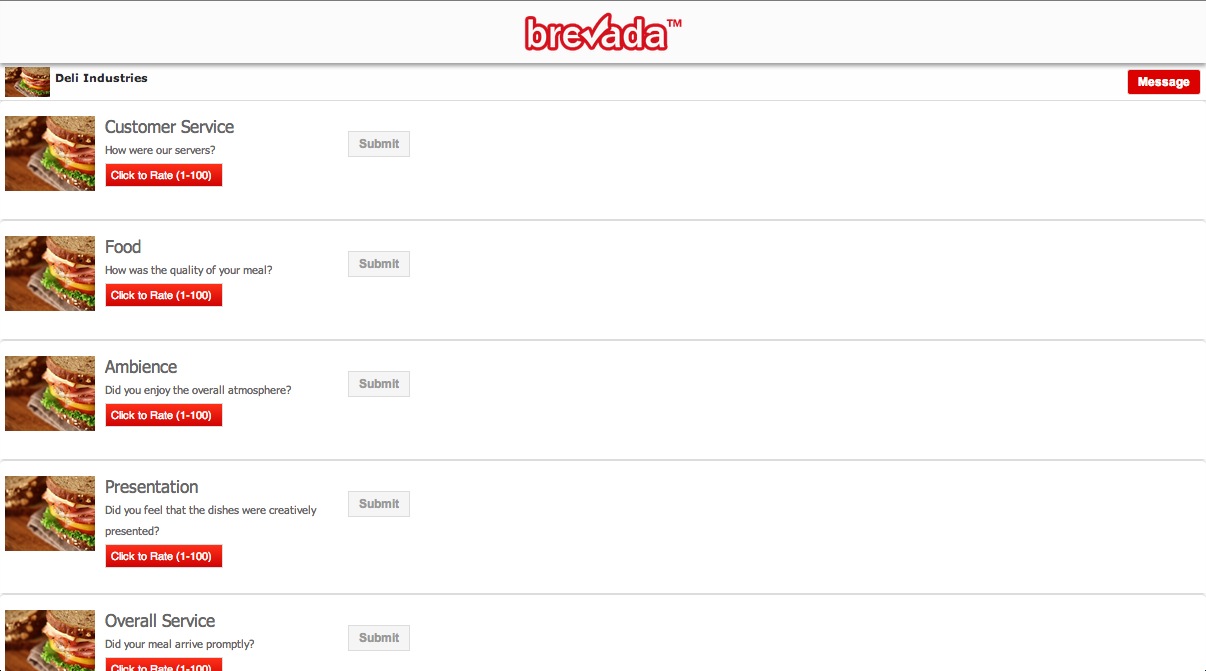 brevada™
Deli Industries
Message
Customer Service
How were our servers?
Click to Rate (1-100)
Submit
Food
How was the quality of your meal?
Click to Rate (1-100)
Submit
Ambience
Did you enjoy the overall atmosphere?
Click to Rate (1-100)
Submit
Presentation
Did you feel that the dishes were creatively
presented?
Click to Rate (1-100)
Submit
Overall Service
Did your meal arrive promptly?
Click to Rate (1-100)
Submit